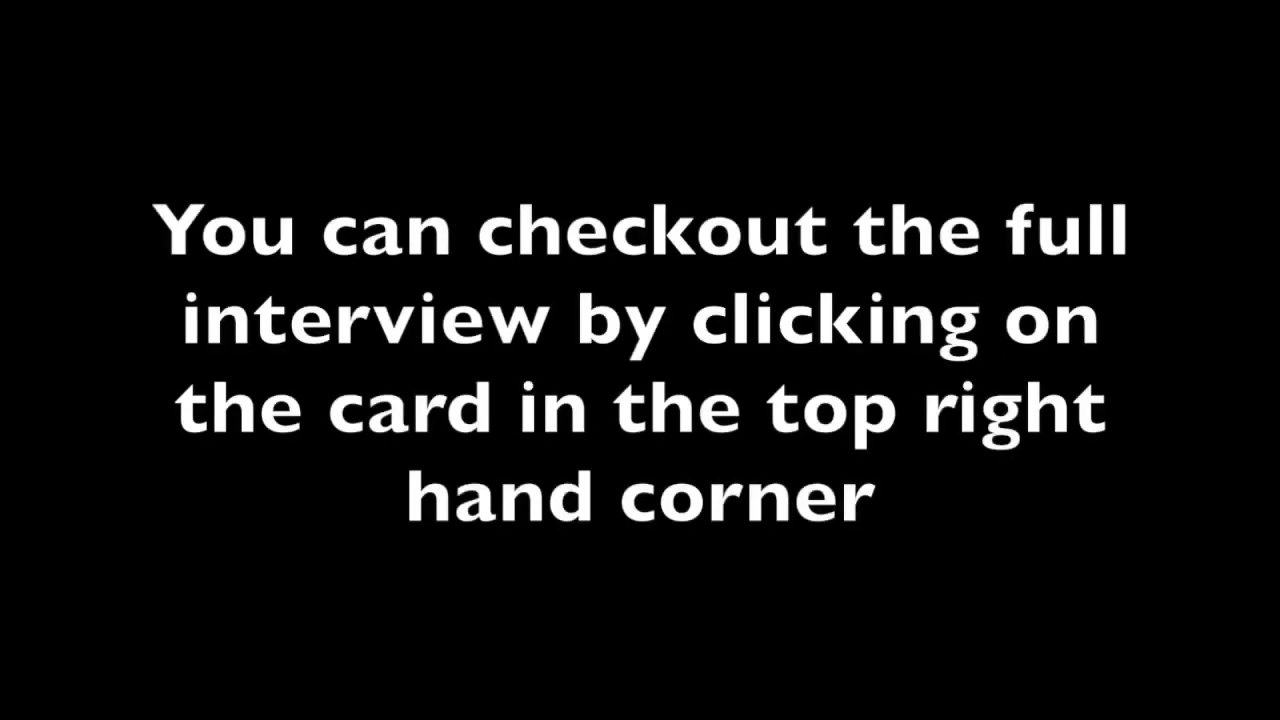 You can checkout the full
interview by clicking on
the card in the top right
hand corner